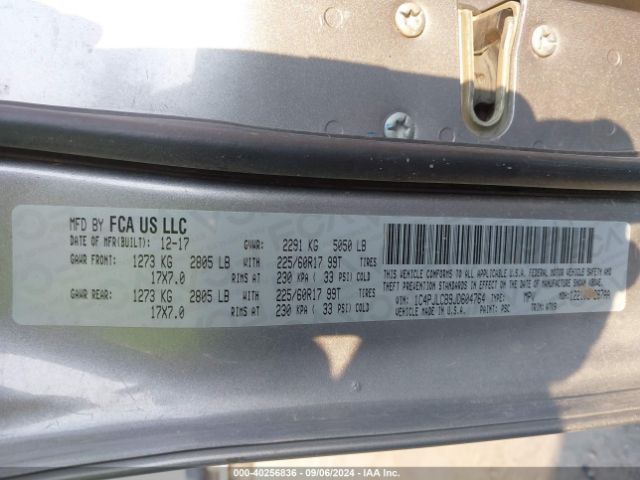 MFD BY FCA US LLC
DATE OF MFR(BUILT): 12-17 GVWR: 2291 KG 5050 LB
GAWR FRONT: 1273 KG 2805 LB WITH 225/60R17 99T TIRES
17X7.0 RIMS AT 230 KPA ( 33 PSI) COLD
GAWR REAR: 1273 KG 2805 LB WITH 225/60R17 99T TIRES
17X7.0 RIMS AT 230 KPA ( 33 PSI) COLD
THIS VEHICLE CONFORMS TO ALL APPLICABLE U.S.A. FEDERAL MOTOR VEHICLE SAFETY AND
THEFT PREVENTION STANDARDS IN EFFECT ON THE DATE OF MANUFACTURE SHOWN ABOVE.
VIN: 1C4PJLCB9JD604764 TYPE: MPV MDH:
VEHICLE MADE IN U.S.A. PAINT: PSC TRIM:
©40256836 - 09/06/2024 - IAA Inc.